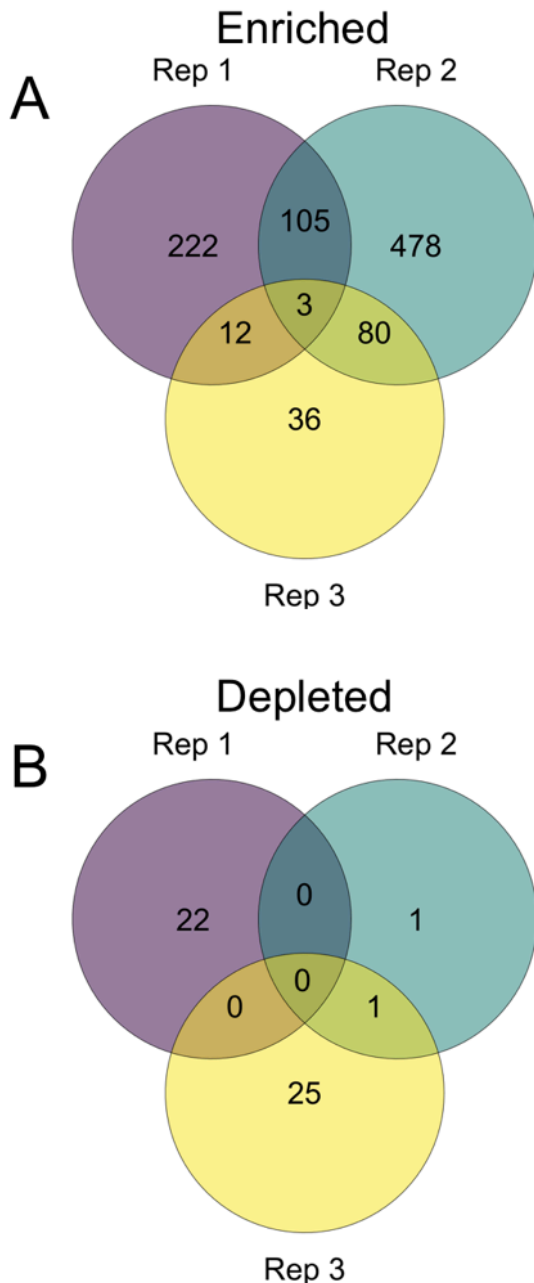 Enriched
Rep 1 Rep 2
A
105
222 478
3
12 80
36
Rep 3
Depleted
Rep 1 Rep 2
B
0
22 1
0
0 1
25
Rep 3